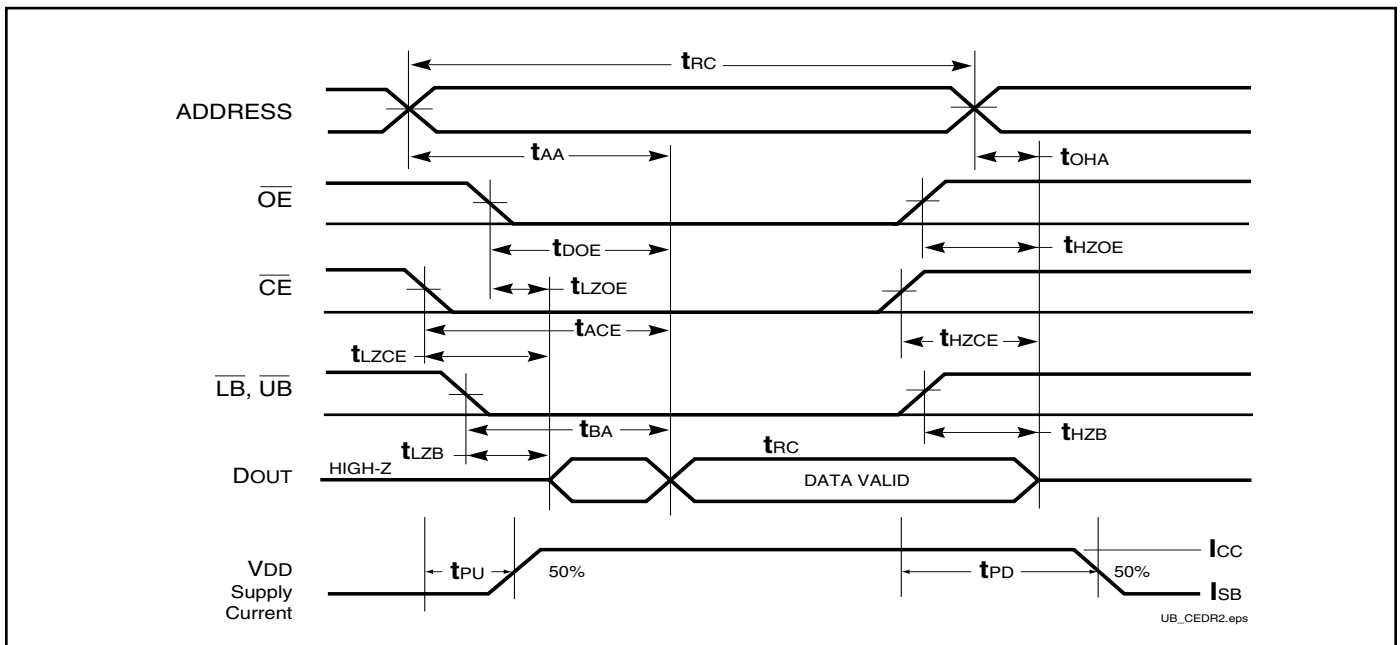 tRC
ADDRESS
tAA
tOHA
OE
tDOE
tHZOE
CE
tLZOE
tACE
tHZCE
tLZCE
LB, UB
tBA
tHZB
tLZB
tRC
DOUT
HIGH-Z
DATA VALID
ICC
VDD
Supply
Current
tPU
50%
tPD
50%
ISB
UB_CEDR2.eps